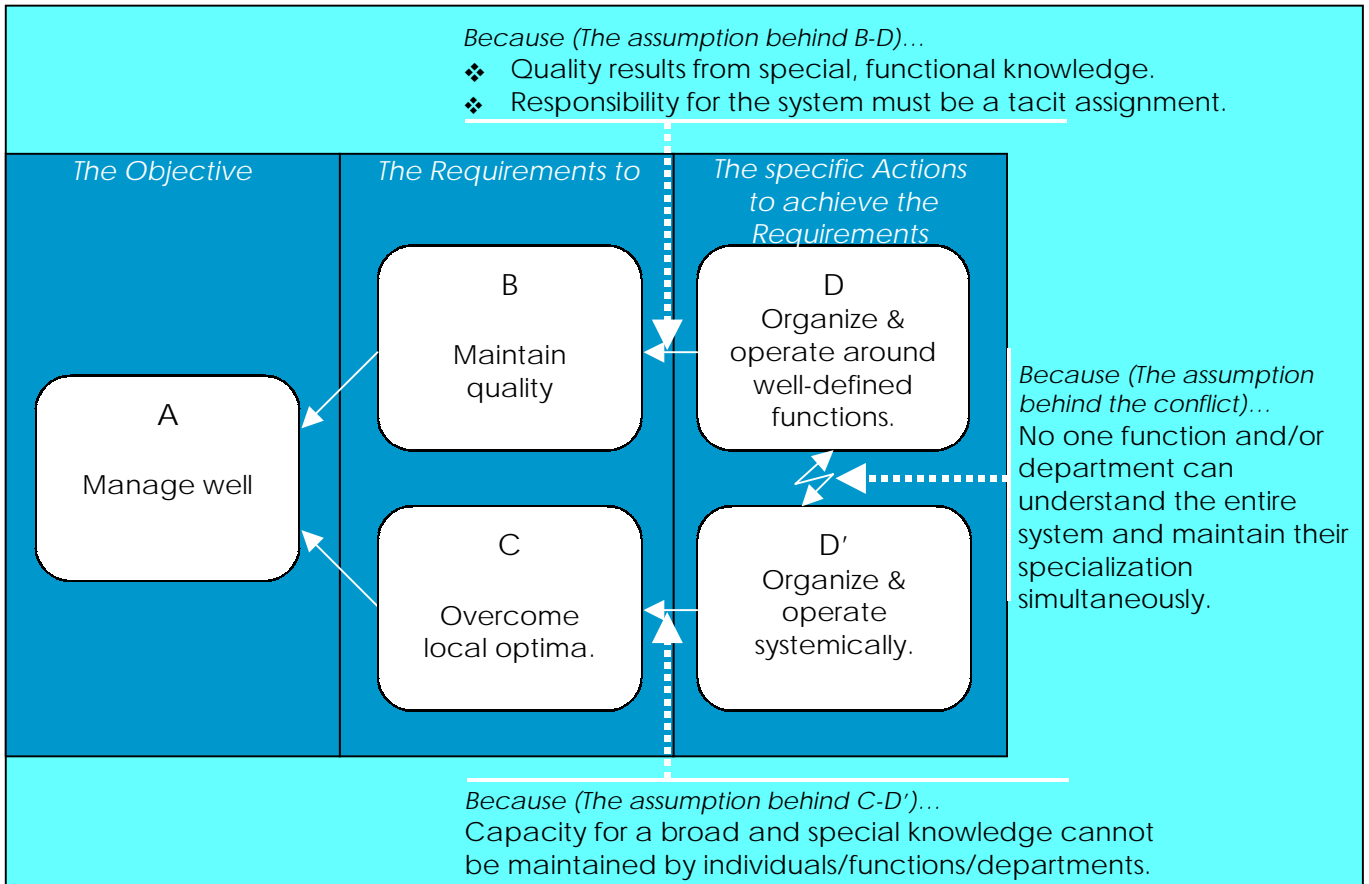 Because (The assumption behind B-D)...
❖ Quality results from special, functional knowledge.
❖ Responsibility for the system must be a tacit assignment.
The Objective
The Requirements to
The specific Actions
to achieve the
Requirements
B
Maintain
quality
D
Organize &
operate around
well-defined
functions.
A
Manage well
C
Overcome
local optima.
D'
Organize &
operate
systemically.
Because (The assumption
behind the conflict)...
No one function and/or
department can
understand the entire
system and maintain their
specialization
simultaneously.
Because (The assumption behind C-D')...
Capacity for a broad and special knowledge cannot
be maintained by individuals/functions/departments.